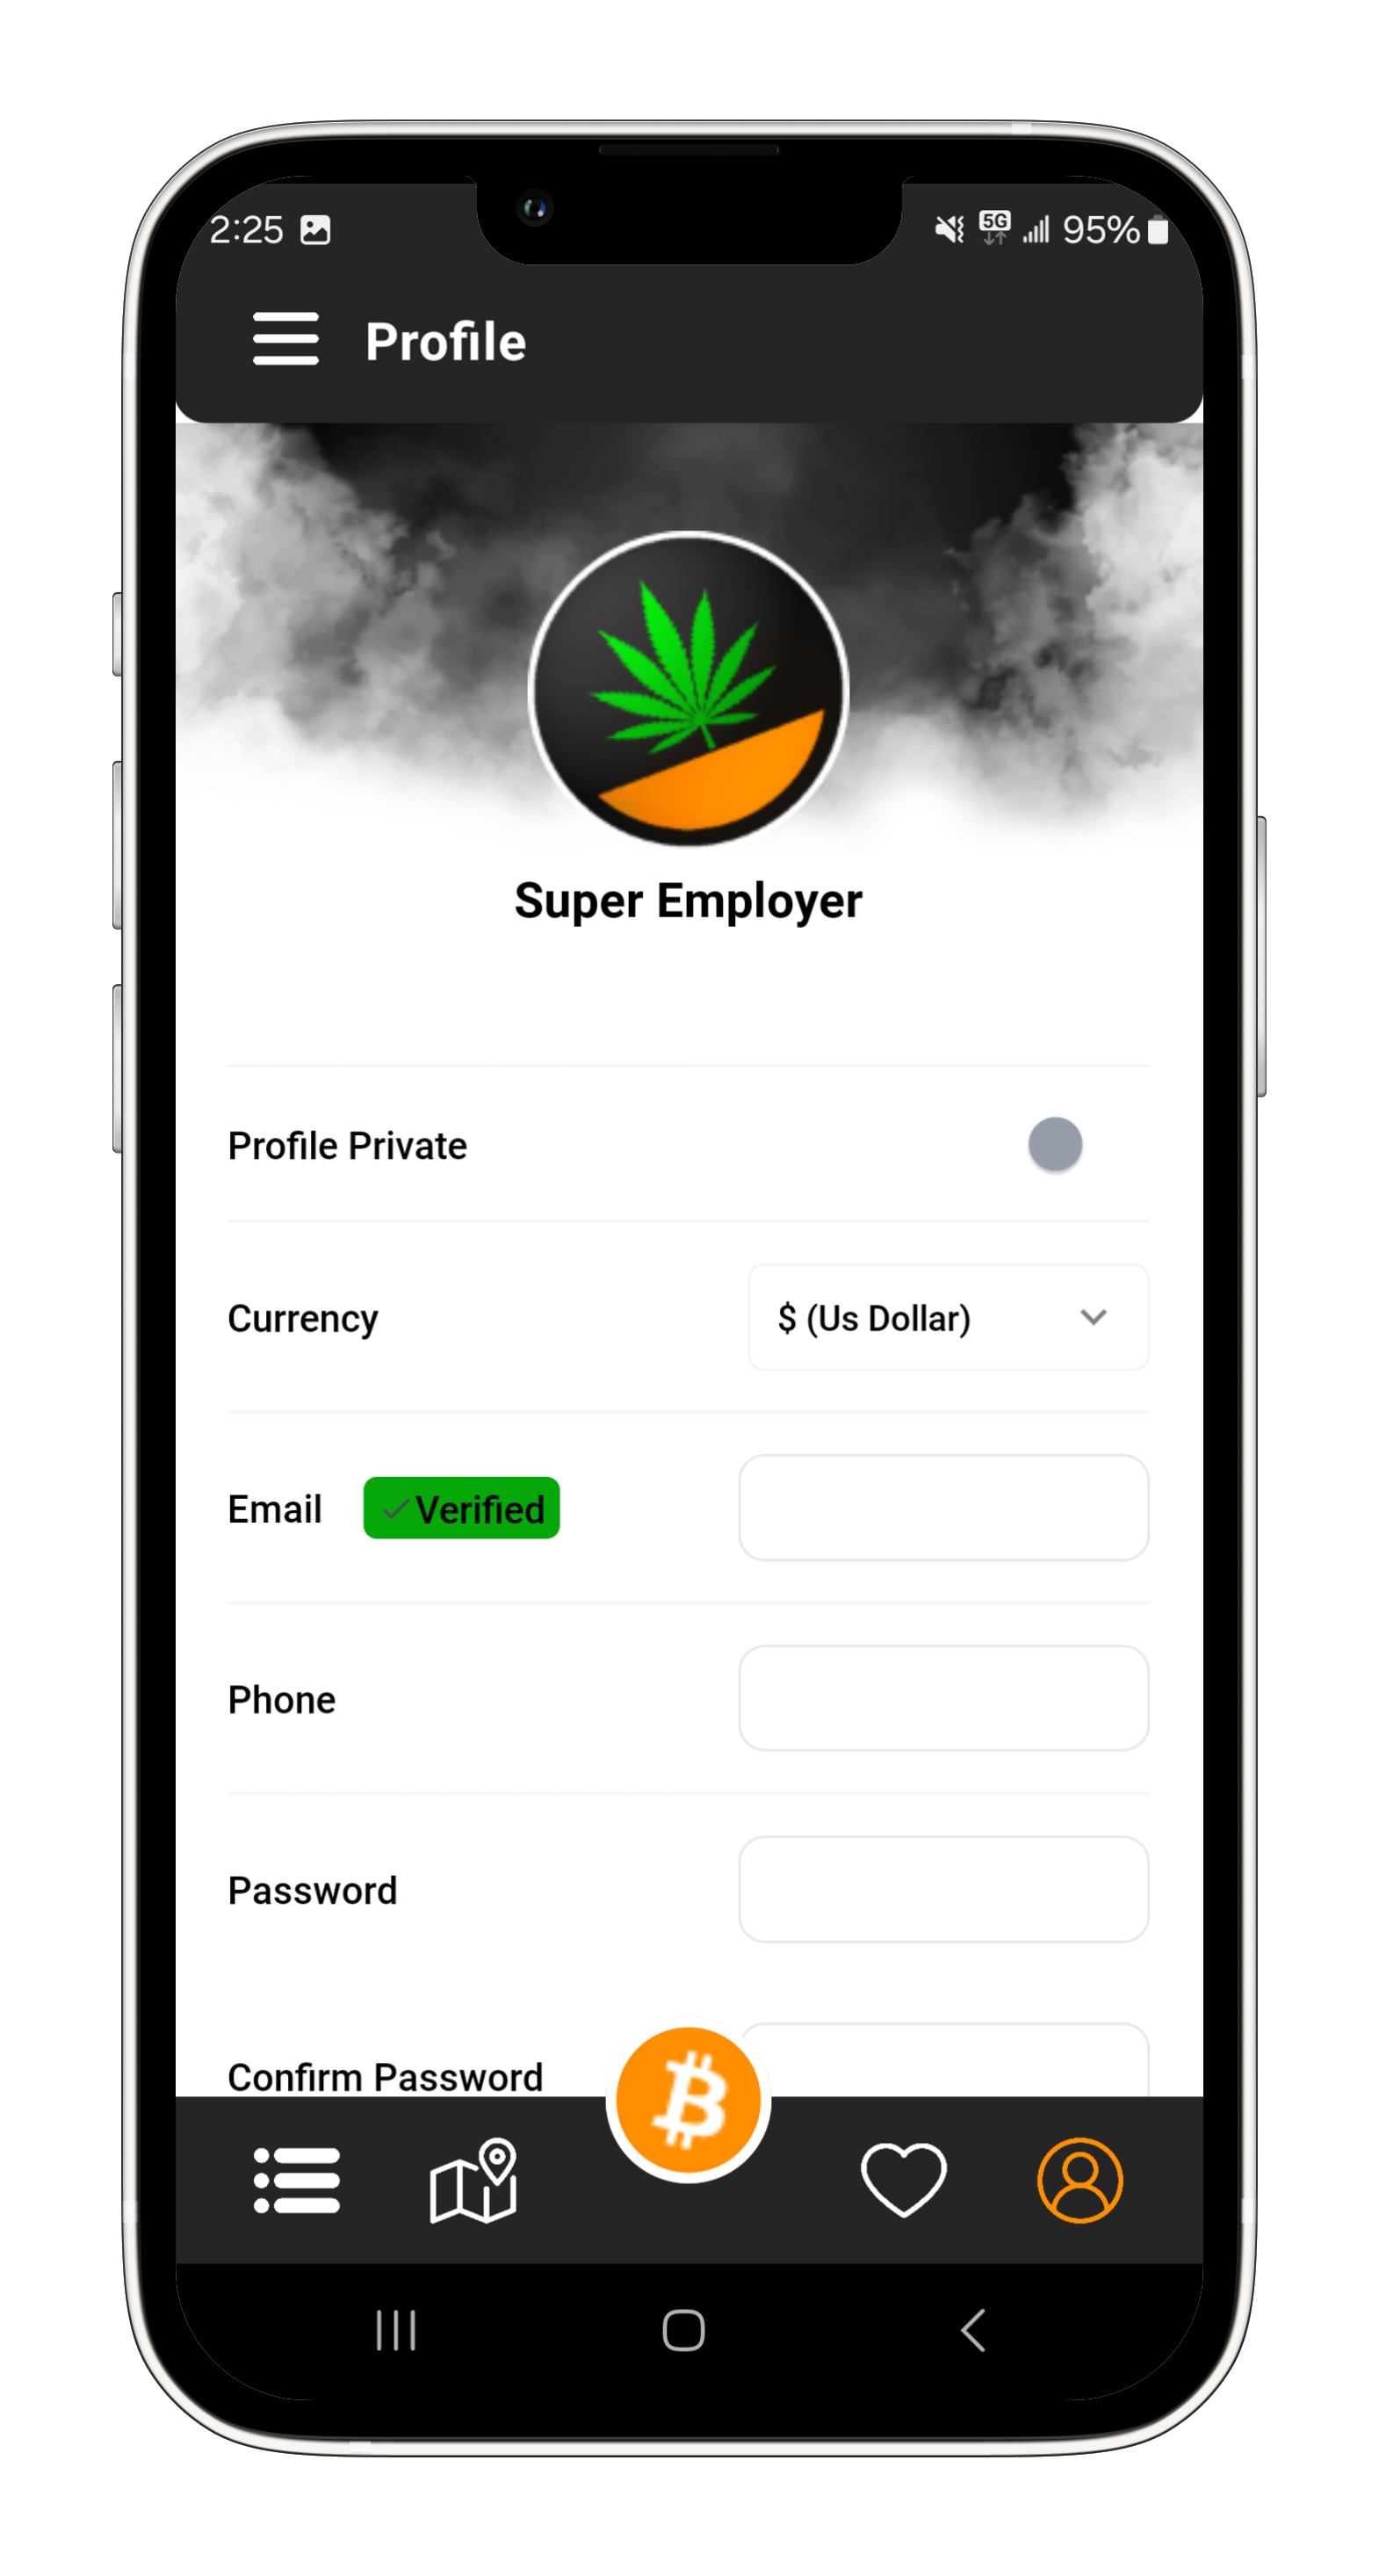 2:25 5G 95%
Profile
Super Employer
Profile Private
Currency $ (Us Dollar)
Email Verified
Phone
Password
Confirm Password